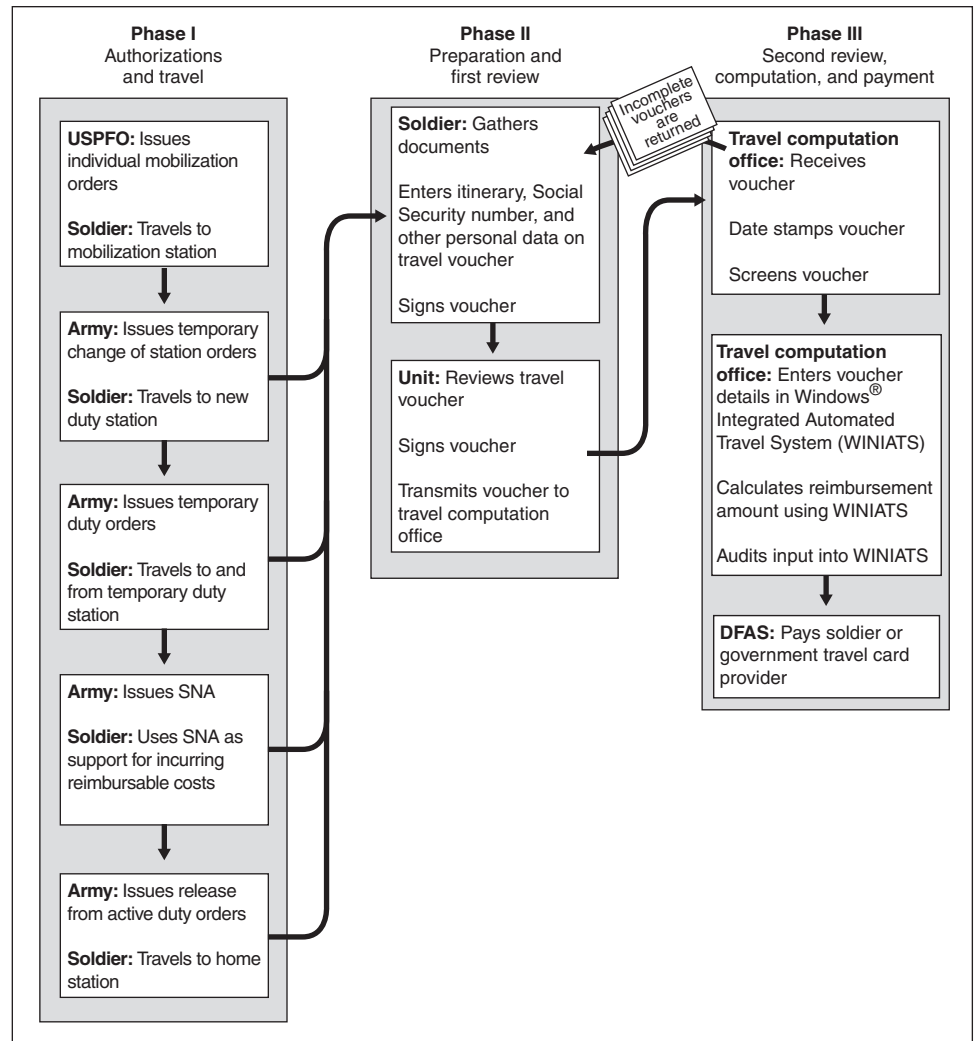 Phase I
Authorizations
and travel
USPFO: Issues
individual mobilization
orders
Soldier: Travels to
mobilization station
Army: Issues temporary
change of station orders
Soldier: Travels to new
duty station
Army: Issues temporary
duty orders
Soldier: Travels to and
from temporary duty
station
Army: Issues SNA
Soldier: Uses SNA as
support for incurring
reimbursable costs
Army: Issues release
from active duty orders
Soldier: Travels to home
station
Phase II
Preparation and
first review
Soldier: Gathers
documents
Enters itinerary, Social
Security number, and
other personal data on
travel voucher
Signs voucher
Unit: Reviews travel
voucher
Signs voucher
Transmits voucher to
travel computation
office
Incomplete
vouchers
are
returned
Phase III
Second review,
computation, and payment
Travel computation
office: Receives
voucher
Date stamps voucher
Screens voucher
Travel computation
office: Enters voucher
details in Windows®
Integrated Automated
Travel System (WINIATS)
Calculates reimbursement
amount using WINIATS
Audits input into WINIATS
DFAS: Pays soldier or
government travel card
provider